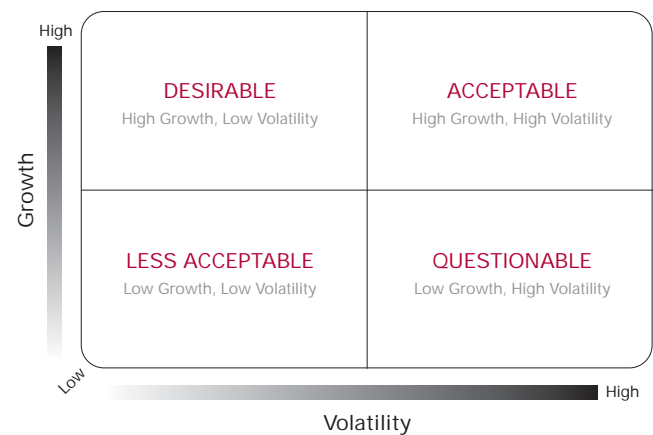 High
DESIRABLE
High Growth, Low Volatility
ACCEPTABLE
High Growth, High Volatility
Growth
LESS ACCEPTABLE
Low Growth, Low Volatility
QUESTIONABLE
Low Growth, High Volatility
Low
High
Volatility